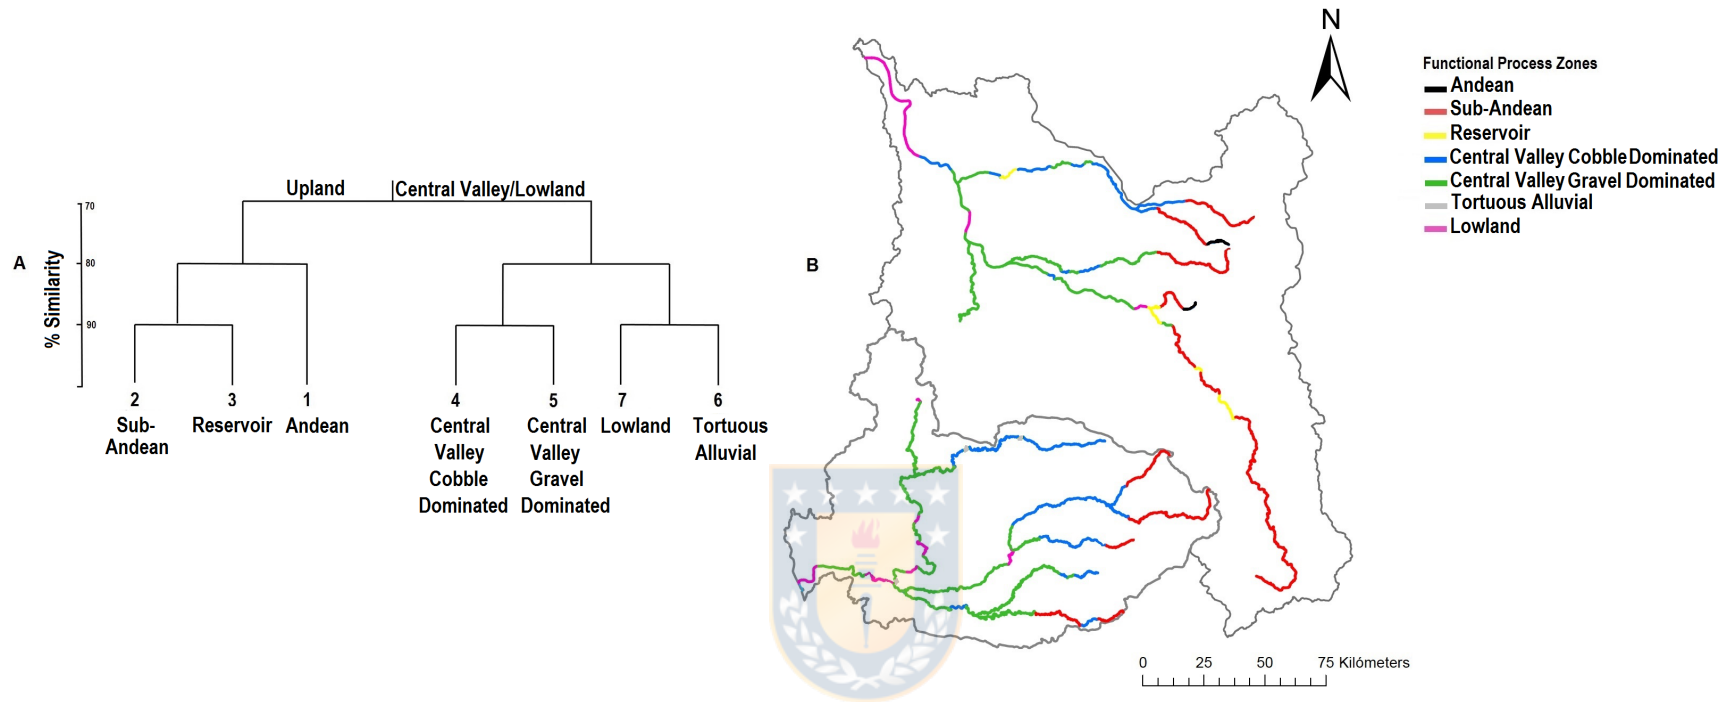 Upland
Central Valley/Lowland
A
% Similarity
70
80
90
2
Sub-
Andean
3
Reservoir
1
Andean
4
Central
Valley
Cobble
Dominated
5
Central
Valley
Gravel
Dominated
7
Lowland
6
Tortuous
Alluvial
B
N
Functional Process Zones
Andean
Sub-Andean
Reservoir
Central Valley Cobble Dominated
Central Valley Gravel Dominated
Tortuous Alluvial
Lowland
0 25 50 75 Kilómeters